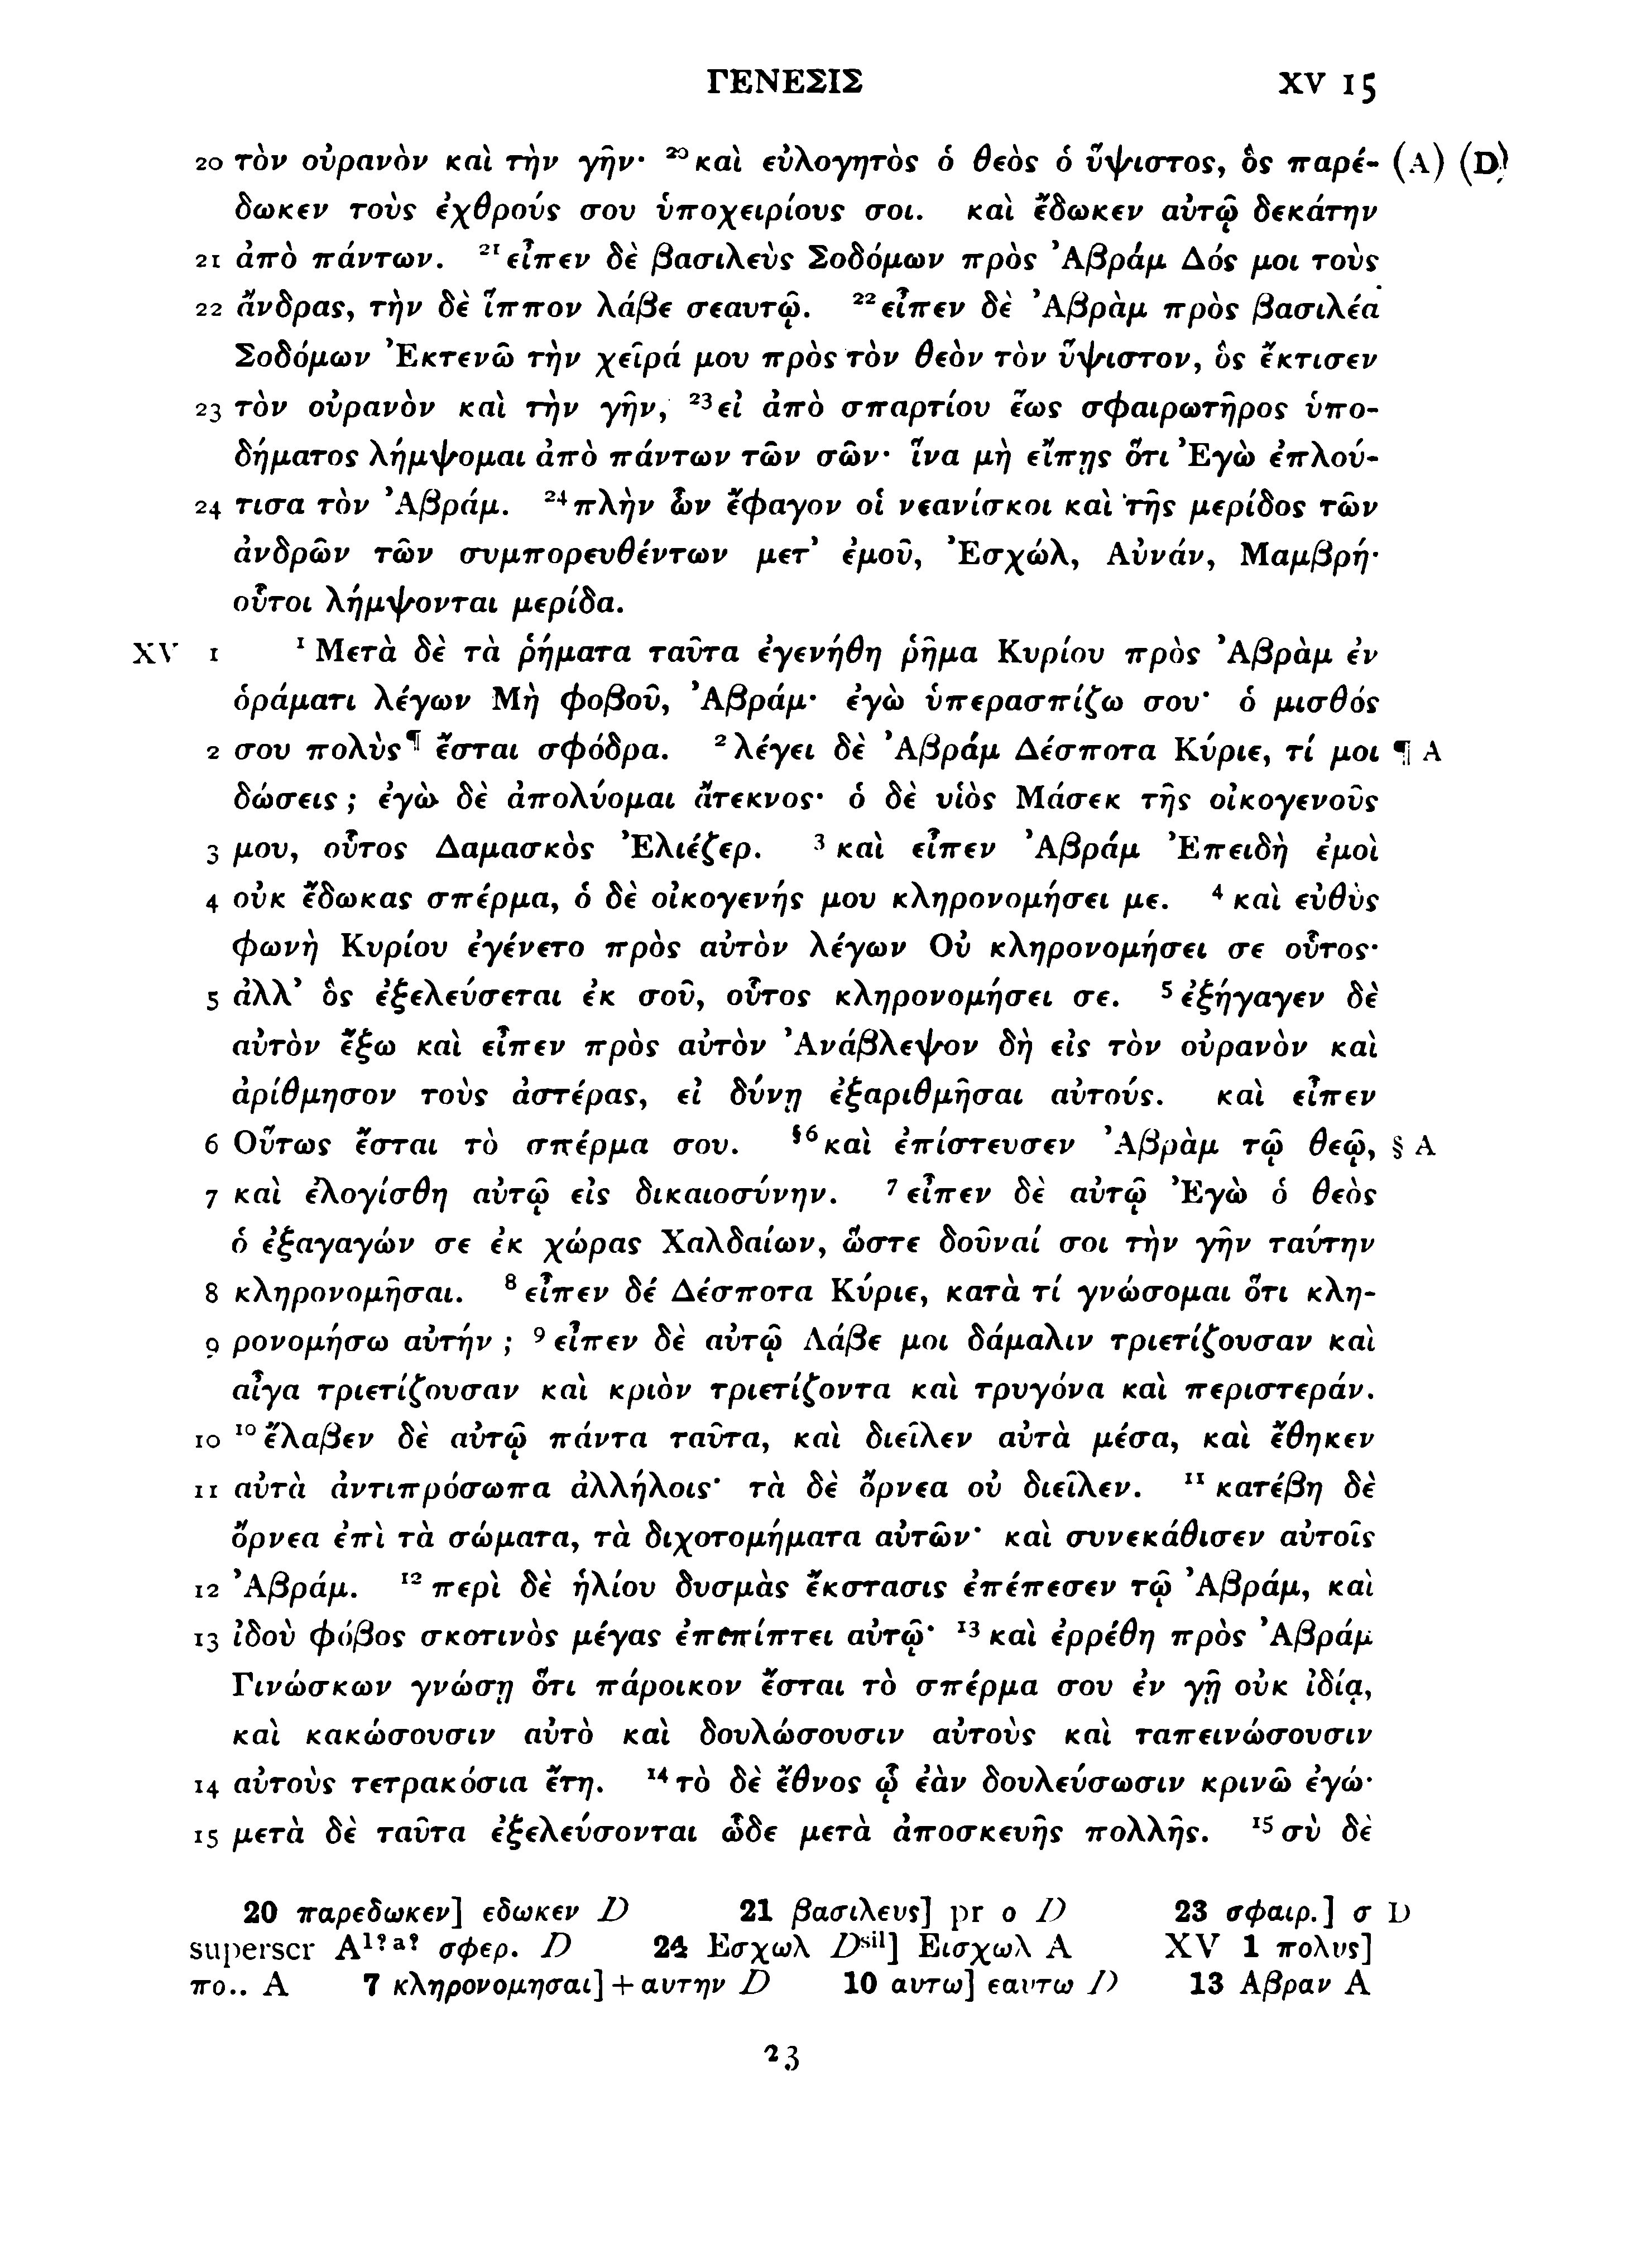 ΓΕΝΕΣΙΣ XV 15
20 τὸν οὐρανὸν καὶ τὴν γῆν· ²⁰καὶ εὐλογητὸς ὁ θεὸς ὁ ὕψιστος, ὃς παρέ- (A) (D)
δωκεν τοὺς ἐχθρούς σου ὑποχειρίους σοι. καὶ ἔδωκεν αὐτῷ δεκάτην
21 ἀπὸ πάντων. ²¹εἶπεν δὲ βασιλεὺς Σοδόμων πρὸς Ἀβράμ Δός μοι τοὺς
22 ἄνδρας, τὴν δὲ ἵππον λάβε σεαυτῷ. ²²εἶπεν δὲ Ἀβρὰμ πρὸς βασιλέα
Σοδόμων Ἐκτενῶ τὴν χεῖρά μου πρὸς τὸν θεὸν τὸν ὕψιστον, ὃς ἔκτισεν
23 τὸν οὐρανὸν καὶ τὴν γῆν, ²³εἰ ἀπὸ σπαρτίου ἕως σφαιρωτῆρος ὑπο-
δήματος λήμψομαι ἀπὸ πάντων τῶν σῶν· ἵνα μὴ εἴπῃς ὅτι Ἐγὼ ἐπλού-
24 τισα τὸν Ἀβράμ. ²⁴πλὴν ὧν ἔφαγον οἱ νεανίσκοι καὶ τῆς μερίδος τῶν
ἀνδρῶν τῶν συμπορευθέντων μετ’ ἐμοῦ, Ἐσχώλ, Αὐνάν, Μαμβρή·
οὗτοι λήμψονται μερίδα.
XV 1 ¹Μετὰ δὲ τὰ ῥήματα ταῦτα ἐγενήθη ῥῆμα Κυρίου πρὸς Ἀβρὰμ ἐν
ὁράματι λέγων Μὴ φοβοῦ, Ἀβράμ· ἐγὼ ὑπερασπίζω σου· ὁ μισθός
2 σου πολὺς¶ ἔσται σφόδρα. ²λέγει δὲ Ἀβράμ Δέσποτα Κύριε, τί μοι ¶ A
δώσεις; ἐγὼ δὲ ἀπολύομαι ἄτεκνος· ὁ δὲ υἱὸς Μάσεκ τῆς οἰκογενοῦς
3 μου, οὗτος Δαμασκὸς Ἐλιέζερ. ³καὶ εἶπεν Ἀβράμ Ἐπειδὴ ἐμοὶ
4 οὐκ ἔδωκας σπέρμα, ὁ δὲ οἰκογενής μου κληρονομήσει με. ⁴καὶ εὐθὺς
φωνὴ Κυρίου ἐγένετο πρὸς αὐτὸν λέγων Οὐ κληρονομήσει σε οὗτος·
5 ἀλλ’ ὃς ἐξελεύσεται ἐκ σοῦ, οὗτος κληρονομήσει σε. ⁵ἐξήγαγεν δὲ
αὐτὸν ἔξω καὶ εἶπεν πρὸς αὐτὸν Ἀνάβλεψον δὴ εἰς τὸν οὐρανὸν καὶ
ἀρίθμησον τοὺς ἀστέρας, εἰ δύνῃ ἐξαριθμῆσαι αὐτούς. καὶ εἶπεν
6 Οὕτως ἔσται τὸ σπέρμα σου. §⁶καὶ ἐπίστευσεν Ἀβρὰμ τῷ θεῷ, § A
7 καὶ ἐλογίσθη αὐτῷ εἰς δικαιοσύνην. ⁷εἶπεν δὲ αὐτῷ Ἐγὼ ὁ θεὸς
ὁ ἐξαγαγών σε ἐκ χώρας Χαλδαίων, ὥστε δοῦναί σοι τὴν γῆν ταύτην
8 κληρονομῆσαι. ⁸εἶπεν δέ Δέσποτα Κύριε, κατὰ τί γνώσομαι ὅτι κλη-
9 ρονομήσω αὐτήν; ⁹εἶπεν δὲ αὐτῷ Λάβε μοι δάμαλιν τριετίζουσαν καὶ
αἶγα τριετίζουσαν καὶ κριὸν τριετίζοντα καὶ τρυγόνα καὶ περιστεράν.
10 ¹⁰ἔλαβεν δὲ αὐτῷ πάντα ταῦτα, καὶ διεῖλεν αὐτὰ μέσα, καὶ ἔθηκεν
11 αὐτὰ ἀντιπρόσωπα ἀλλήλοις· τὰ δὲ ὄρνεα οὐ διεῖλεν. ¹¹κατέβη δὲ
ὄρνεα ἐπὶ τὰ σώματα, τὰ διχοτομήματα αὐτῶν· καὶ συνεκάθισεν αὐτοῖς
12 Ἀβράμ. ¹²περὶ δὲ ἡλίου δυσμὰς ἔκστασις ἐπέπεσεν τῷ Ἀβράμ, καὶ
13 ἰδοὺ φόβος σκοτινὸς μέγας ἐπιπίπτει αὐτῷ· ¹³καὶ ἐρρέθη πρὸς Ἀβράμ
Γινώσκων γνώσῃ ὅτι πάροικον ἔσται τὸ σπέρμα σου ἐν γῇ οὐκ ἰδίᾳ,
καὶ κακώσουσιν αὐτὸ καὶ δουλώσουσιν αὐτοὺς καὶ ταπεινώσουσιν
14 αὐτοὺς τετρακόσια ἔτη. ¹⁴τὸ δὲ ἔθνος ᾧ ἐὰν δουλεύσωσιν κρινῶ ἐγώ·
15 μετὰ δὲ ταῦτα ἐξελεύσονται ὧδε μετὰ ἀποσκευῆς πολλῆς. ¹⁵σὺ δὲ
20 παρεδωκεν] εδωκεν D 21 βασιλευς] pr ο D 23 σφαιρ.] σ D
superscr A¹ˀᵃˀ σφερ. D 24 Εσχωλ Dˢⁱˡ] Εισχωλ A XV 1 πολυς]
πο.. A 7 κληρονομησαι] + αυτην D 10 αυτω] εαυτω D 13 Αβραν A
23